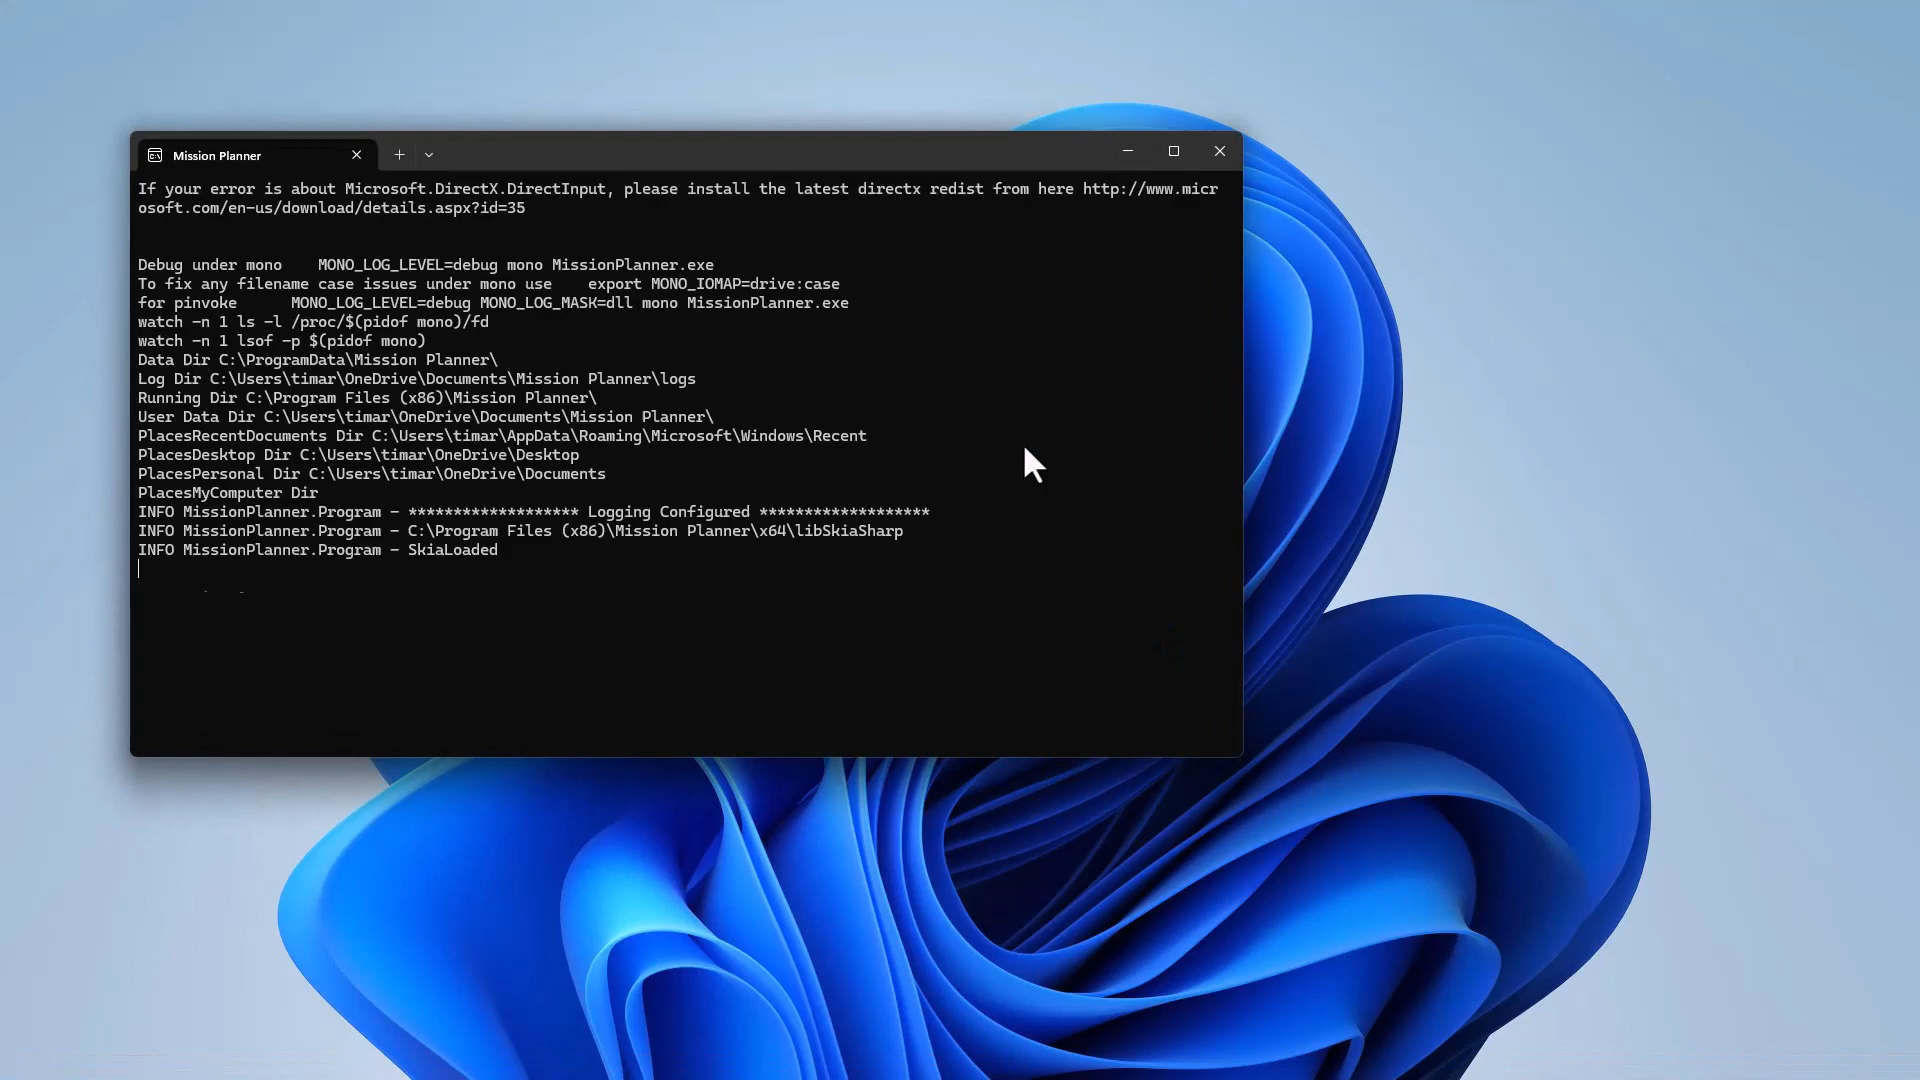 Mission Planner
If your error is about Microsoft.DirectX.DirectInput, please install the latest directx redist from here http://www.micr
osoft.com/en-us/download/details.aspx?id=35
Debug under mono    MONO_LOG_LEVEL=debug mono MissionPlanner.exe
To fix any filename case issues under mono use    export MONO_IOMAP=drive:case
for pinvoke      MONO_LOG_LEVEL=debug MONO_LOG_MASK=dll mono MissionPlanner.exe
watch -n 1 ls -l /proc/$(pidof mono)/fd
watch -n 1 lsof -p $(pidof mono)
Data Dir C:\ProgramData\Mission Planner\
Log Dir C:\Users\timar\OneDrive\Documents\Mission Planner\logs
Running Dir C:\Program Files (x86)\Mission Planner\
User Data Dir C:\Users\timar\OneDrive\Documents\Mission Planner\
PlacesRecentDocuments Dir C:\Users\timar\AppData\Roaming\Microsoft\Windows\Recent
PlacesDesktop Dir C:\Users\timar\OneDrive\Desktop
PlacesPersonal Dir C:\Users\timar\OneDrive\Documents
PlacesMyComputer Dir
INFO MissionPlanner.Program - ******************* Logging Configured *******************
INFO MissionPlanner.Program - C:\Program Files (x86)\Mission Planner\x64\libSkiaSharp
INFO MissionPlanner.Program - SkiaLoaded